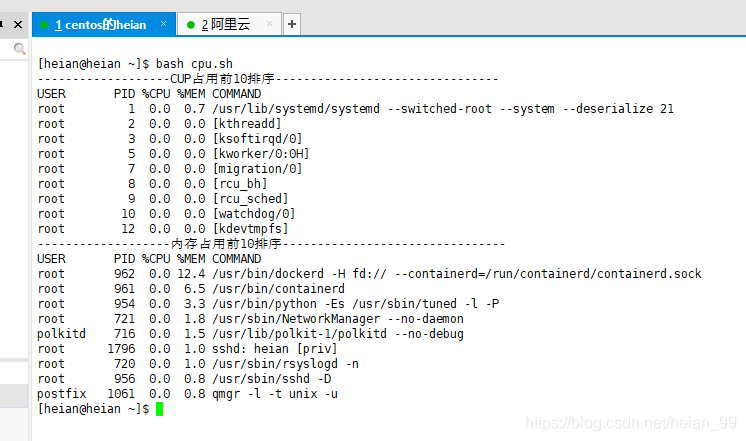 1 centos的heian × 2 阿里云 × +
[heian@heian ~]$ bash cpu.sh
-------------------CUP占用前10排序--------------------------------
USER       PID %CPU %MEM COMMAND
root         1  0.0  0.7 /usr/lib/systemd/systemd --switched-root --system --deserialize 21
root         2  0.0  0.0 [kthreadd]
root         3  0.0  0.0 [ksoftirqd/0]
root         5  0.0  0.0 [kworker/0:0H]
root         7  0.0  0.0 [migration/0]
root         8  0.0  0.0 [rcu_bh]
root         9  0.0  0.0 [rcu_sched]
root        10  0.0  0.0 [watchdog/0]
root        12  0.0  0.0 [kdevtmpfs]
-------------------内存占用前10排序--------------------------------
USER       PID %CPU %MEM COMMAND
root       962  0.0 12.4 /usr/bin/dockerd -H fd:// --containerd=/run/containerd/containerd.sock
root       961  0.0  6.5 /usr/bin/containerd
root       954  0.0  3.3 /usr/bin/python -Es /usr/sbin/tuned -l -P
root       721  0.0  1.8 /usr/sbin/NetworkManager --no-daemon
polkitd    716  0.0  1.5 /usr/lib/polkit-1/polkitd --no-debug
root      1796  0.0  1.0 sshd: heian [priv]
root       720  0.0  1.0 /usr/sbin/rsyslogd -n
root       956  0.0  0.8 /usr/sbin/sshd -D
postfix   1061  0.0  0.8 qmgr -l -t unix -u
[heian@heian ~]$
https://blog.csdn.net/heian_99